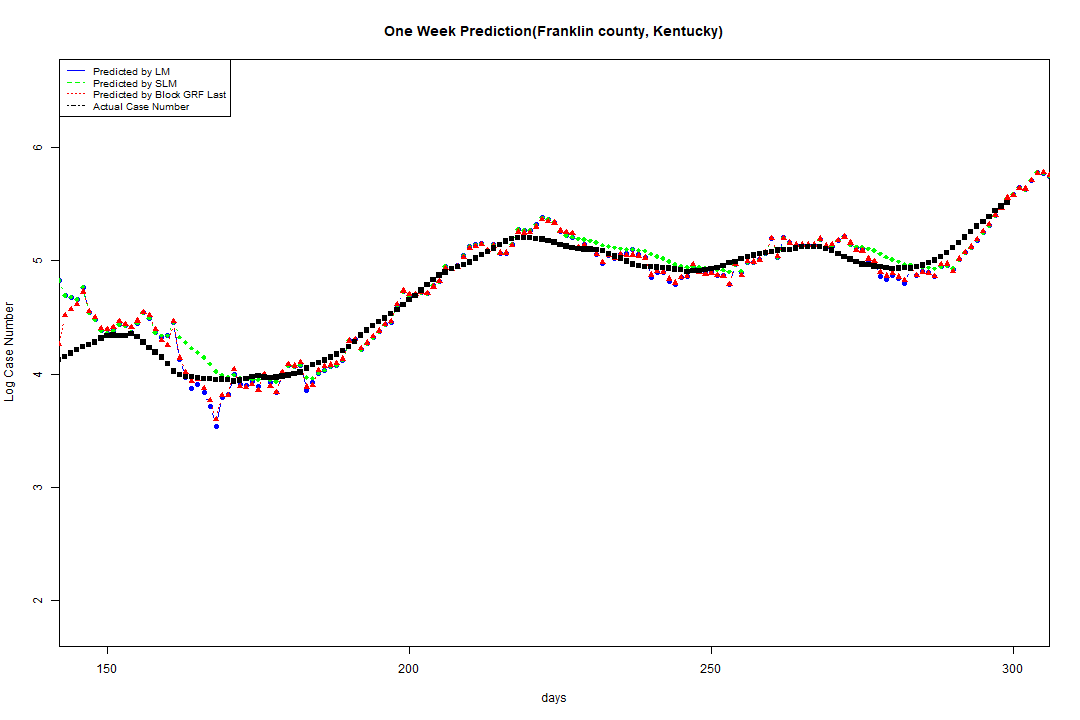 One Week Prediction(Franklin county, Kentucky)
Predicted by LM
Predicted by SLM
Predicted by Block GRF Last
Actual Case Number
Log Case Number
6
5
4
3
2
150 200 250 300
days